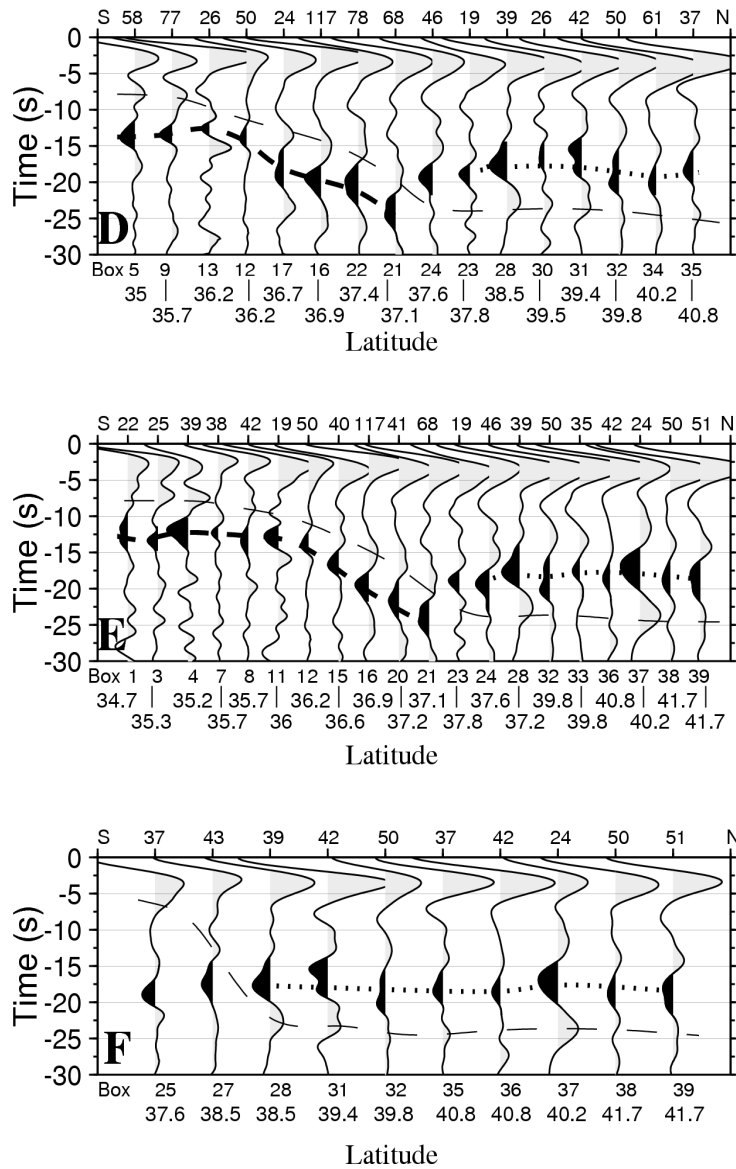 S 58 77 26 50 24 117 78 68 46 19 39 26 42 50 61 37 N
0
-5
-10
-15
-20
-25
-30
Time (s)
D
Box 5 9 13 12 17 16 22 21 24 23 28 30 31 32 34 35
35 | 36.2 | 36.7 | 37.4 | 37.6 | 38.5 | 39.4 | 40.2 |
35.7 36.2 36.9 37.1 37.8 39.5 39.8 40.8
Latitude
S 22 25 39 38 42 19 50 40 117 41 68 19 46 39 50 35 42 24 50 51 N
0
-5
-10
-15
-20
-25
-30
Time (s)
E
Box 1 3 4 7 8 11 12 15 16 20 21 23 24 28 32 33 36 37 38 39
34.7 | 35.2 | 35.7 | 36.2 | 36.9 | 37.1 | 37.6 | 39.8 | 40.8 | 41.7 |
35.3 35.7 36 36.6 37.2 37.8 37.2 39.8 40.2 41.7
Latitude
S 37 43 39 42 50 37 42 24 50 51 N
0
-5
-10
-15
-20
-25
-30
Time (s)
F
Box 25 27 28 31 32 35 36 37 38 39
37.6 38.5 38.5 39.4 39.8 40.8 40.8 40.2 41.7 41.7
Latitude